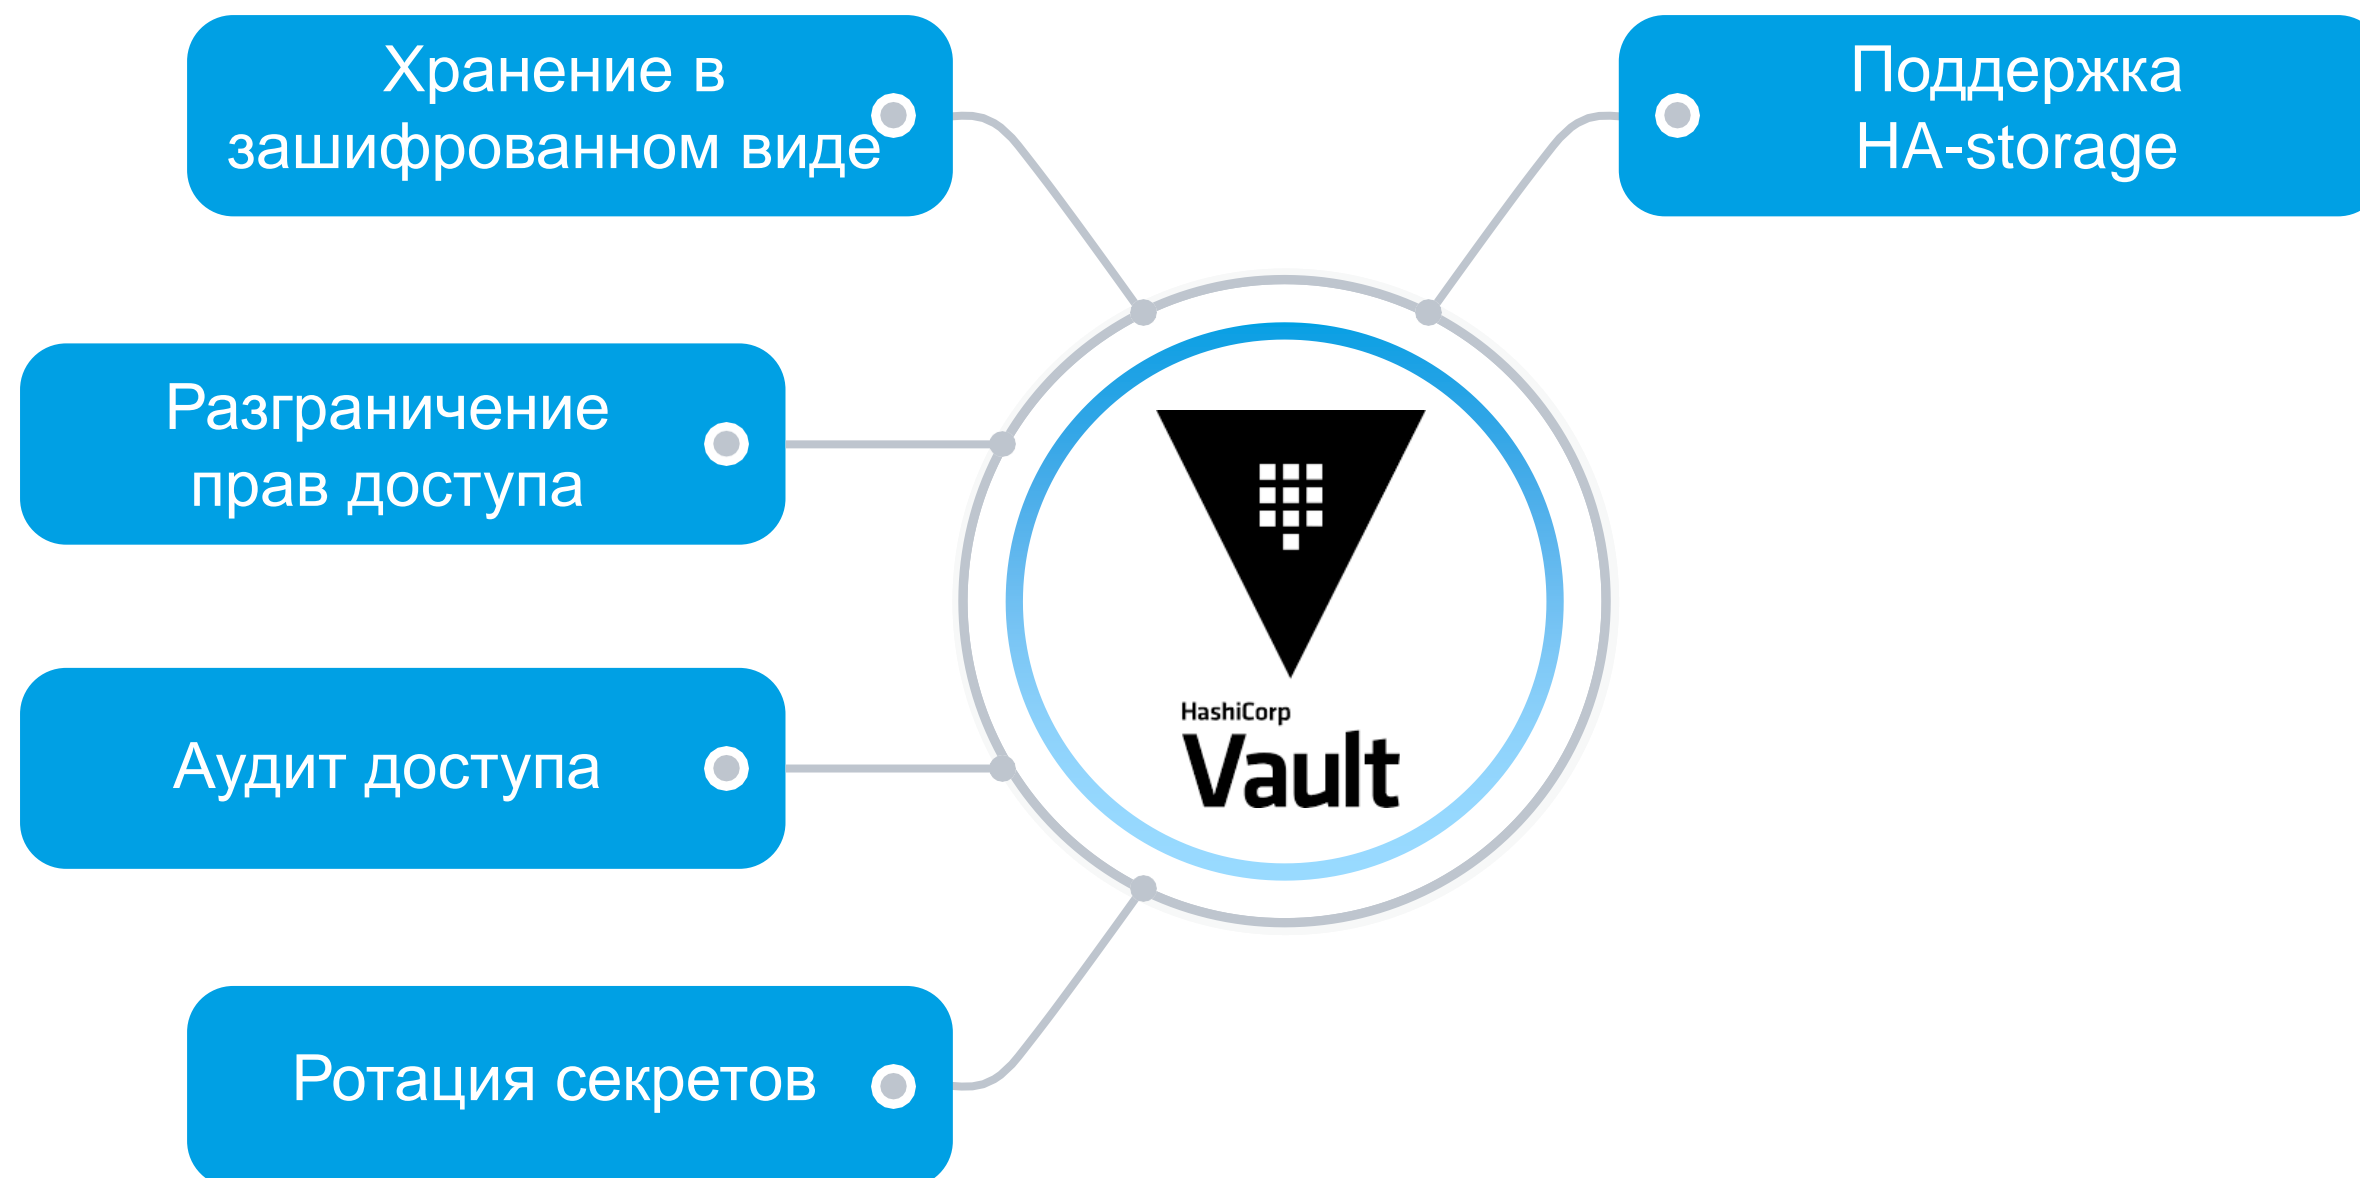 Хранение в
зашифрованном виде
Поддержка
HA-storage
Разграничение
прав доступа
Аудит доступа
Ротация секретов
HashiCorp
Vault